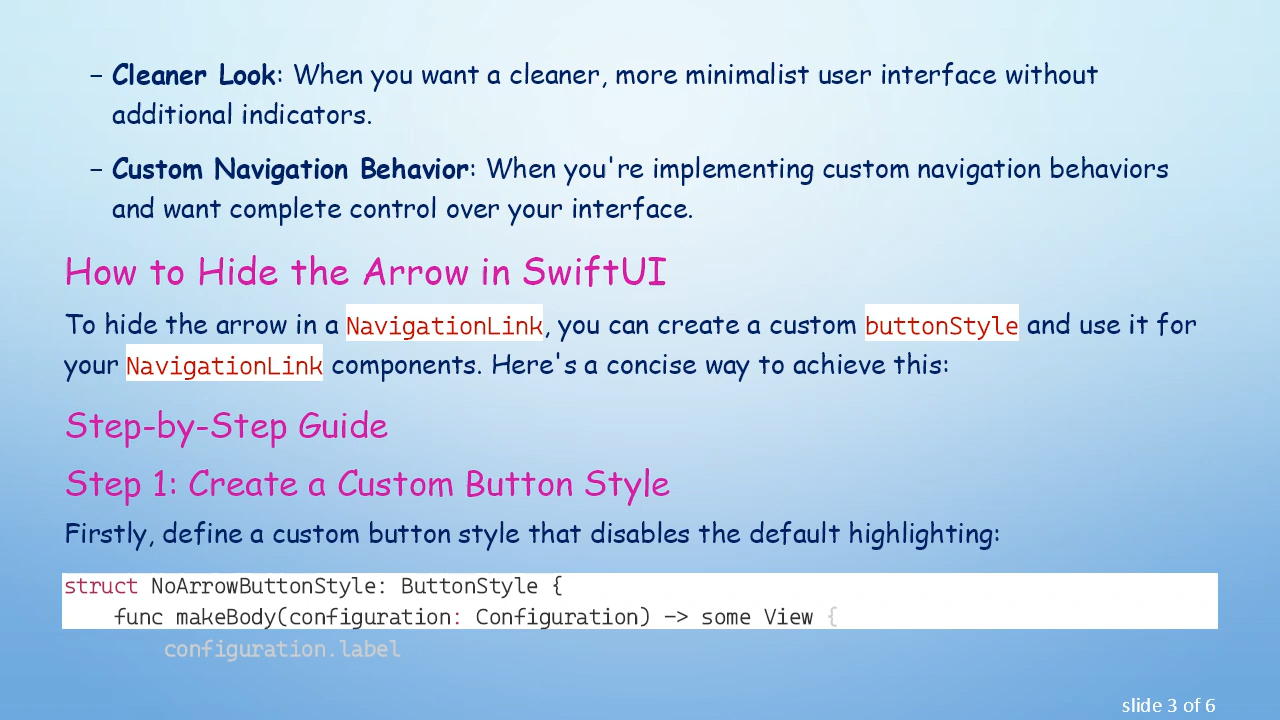 – Cleaner Look: When you want a cleaner, more minimalist user interface without
additional indicators.
– Custom Navigation Behavior: When you're implementing custom navigation behaviors
and want complete control over your interface.
How to Hide the Arrow in SwiftUI
To hide the arrow in a NavigationLink, you can create a custom buttonStyle and use it for
your NavigationLink components. Here's a concise way to achieve this:
Step-by-Step Guide
Step 1: Create a Custom Button Style
Firstly, define a custom button style that disables the default highlighting:
struct NoArrowButtonStyle: ButtonStyle {
    func makeBody(configuration: Configuration) -> some View {
        configuration.label
slide 3 of 6